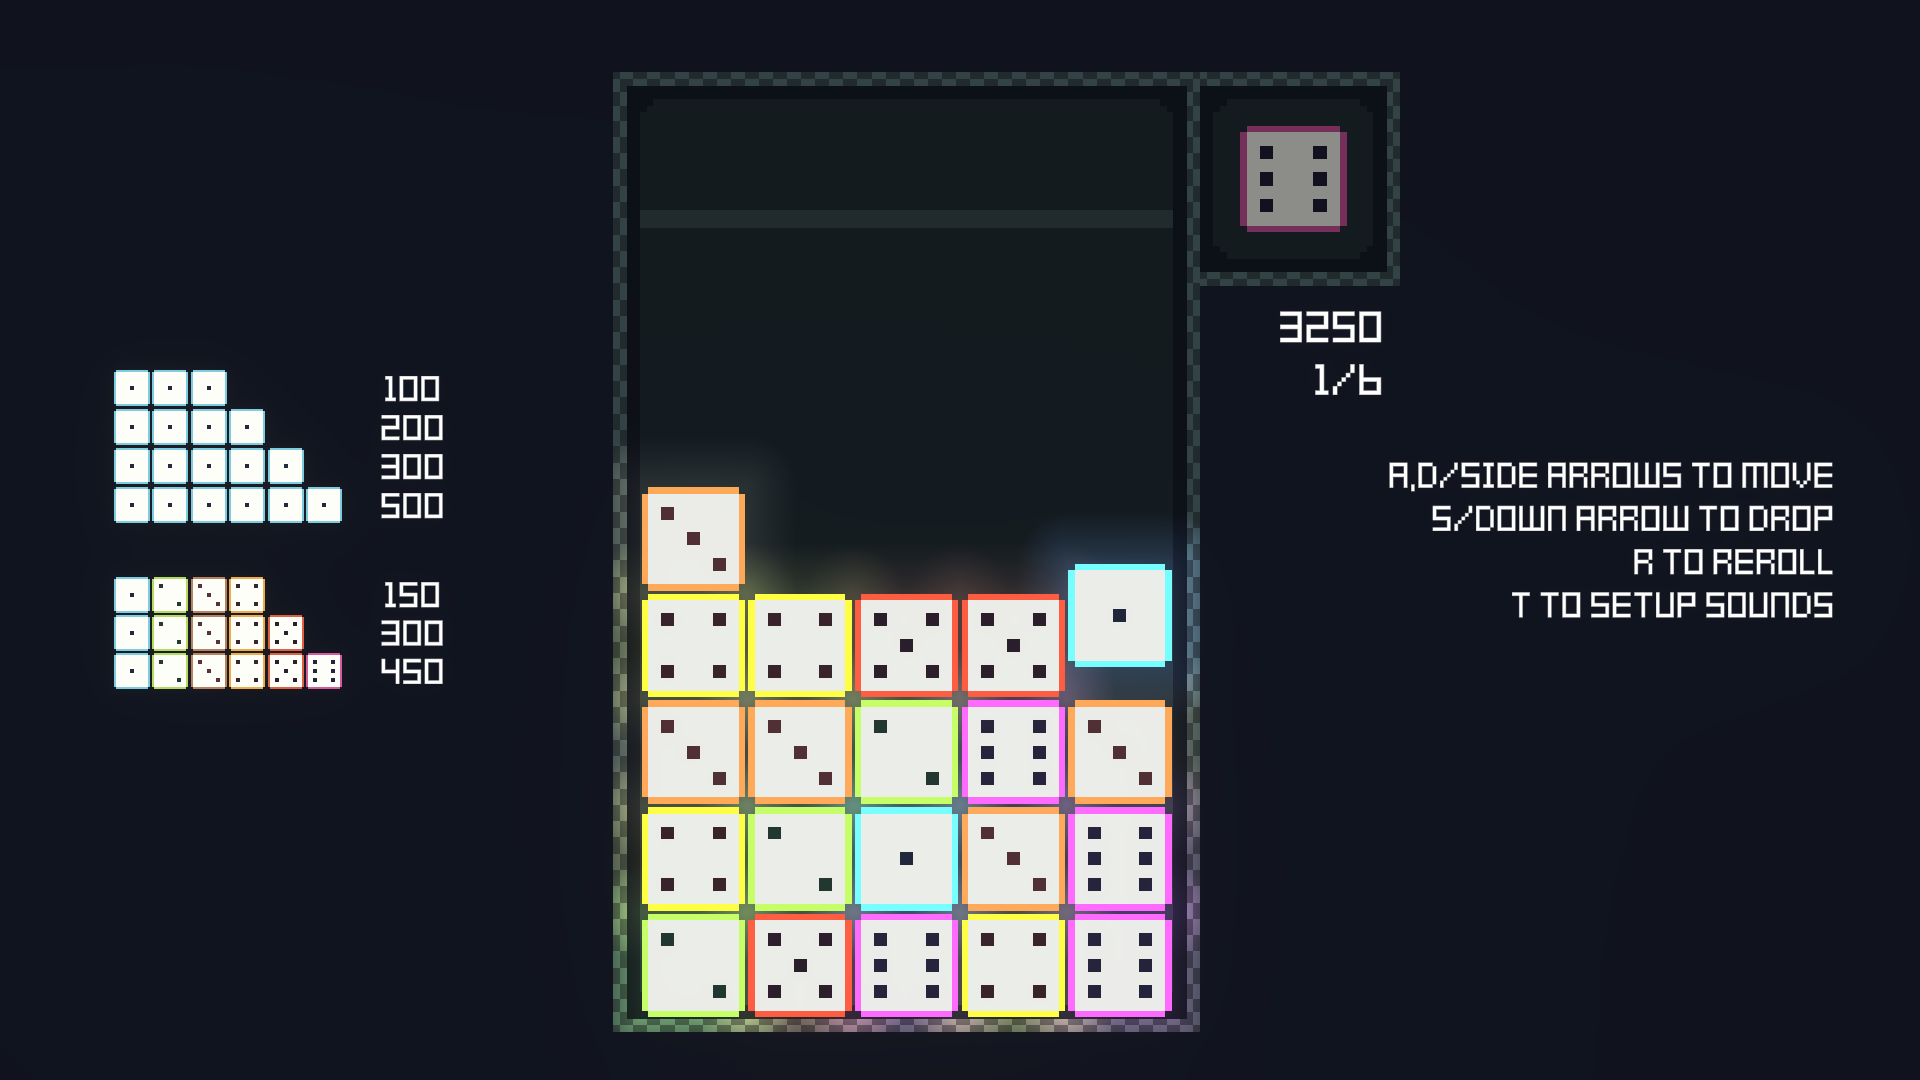 100
200
300
500
150
300
450
3250
1/6
A,D/SIDE ARROWS TO MOVE
S/DOWN ARROW TO DROP
R TO REROLL
T TO SETUP SOUNDS